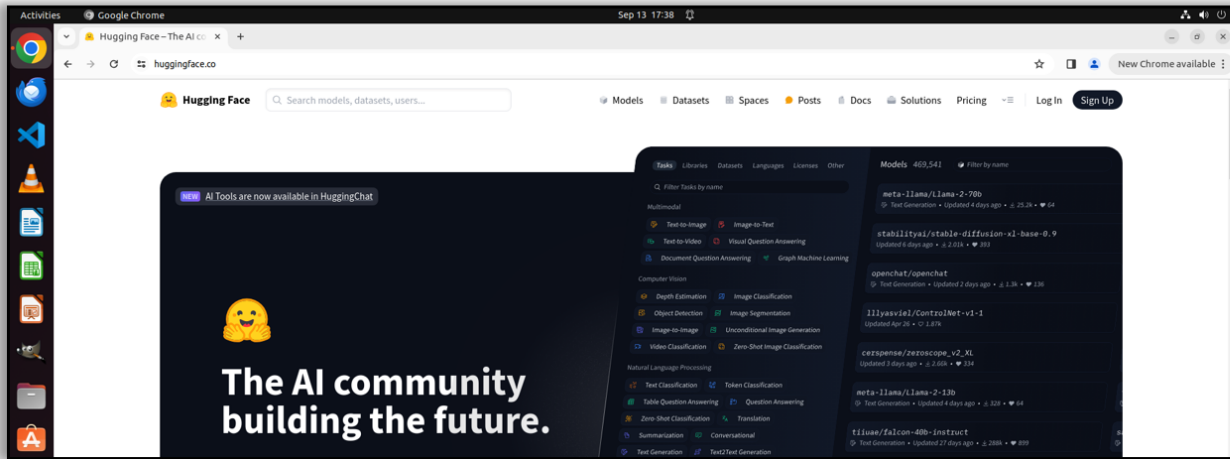 Activities
Google Chrome
Sep 13 17:38
Hugging Face – The AI co
huggingface.co
New Chrome available
Hugging Face
Search models, datasets, users...
Models
Datasets
Spaces
Posts
Docs
Solutions
Pricing
Log In
Sign Up
NEW AI Tools are now available in HuggingChat
The AI community
building the future.
Tasks Libraries Datasets Languages Licenses Other
Filter Tasks by name
Multimodal
Text-to-Image Image-to-Text
Text-to-Video Visual Question Answering
Document Question Answering Graph Machine Learning
Computer Vision
Depth Estimation Image Classification
Object Detection Image Segmentation
Image-to-Image Unconditional Image Generation
Video Classification Zero-Shot Image Classification
Natural Language Processing
Text Classification Token Classification
Table Question Answering Question Answering
Zero-Shot Classification Translation
Summarization Conversational
Text Generation Text2Text Generation
Models 469,541 Filter by name
meta-llama/Llama-2-70b
Text Generation • Updated 4 days ago • 25.2k • 64
stabilityai/stable-diffusion-xl-base-0.9
Updated 6 days ago • 2.01k • 393
openchat/openchat
Text Generation • Updated 2 days ago • 1.3k • 136
lllyasviel/ControlNet-v1-1
Updated Apr 26 • 1.87k
cerspense/zeroscope_v2_XL
Updated 3 days ago • 2.66k • 334
meta-llama/Llama-2-13b
Text Generation • Updated 4 days ago • 328 • 64
tiiuae/falcon-40b-instruct
Text Generation • Updated 27 days ago • 288k • 899